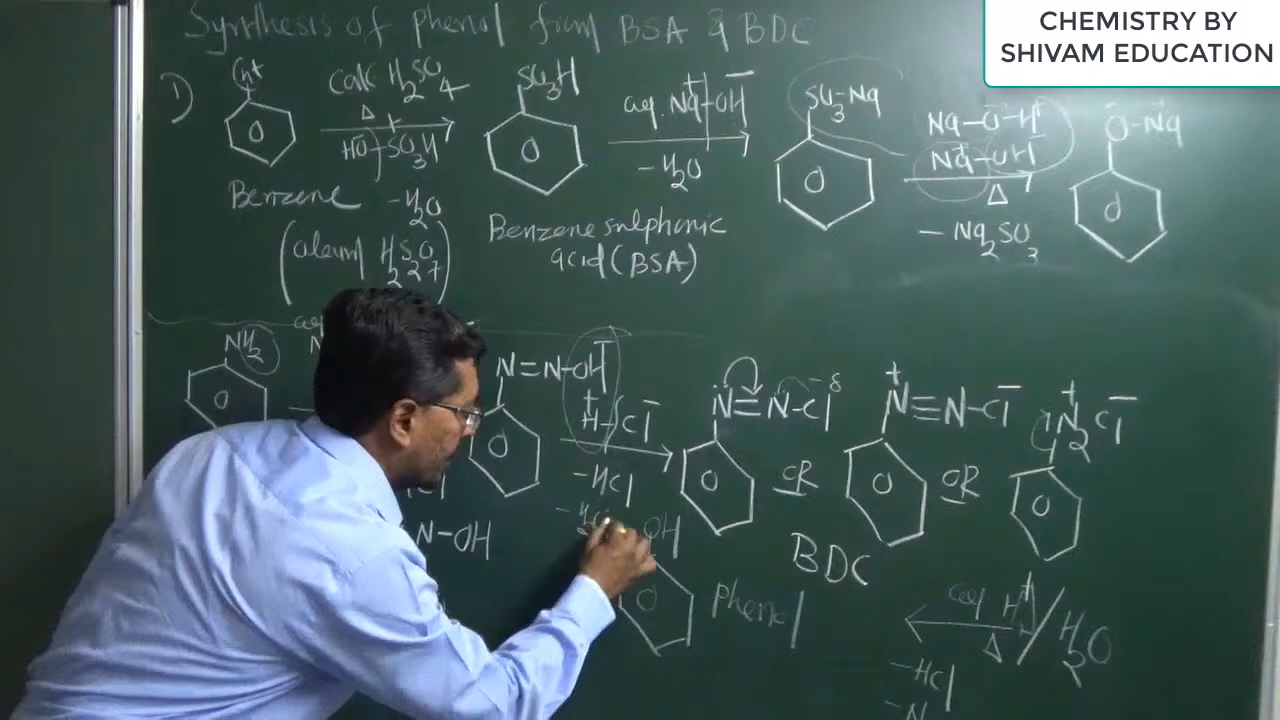 CHEMISTRY BY
SHIVAM EDUCATION
Synthesis of phenol from BSA & BDC
1)
Conc H2SO4
Δ
HO-SO3H
-H2O
SO3H
aq. Na+OH−
-H2O
SO3-Na
Na-O-H
Na-OH
Δ
- Na2SO3
O-Na
Benzene
(oleum H2S2O7)
Benzene sulphonic
acid (BSA)
NH2
N=N-OH
H-Cl
-HCl
N≡N-Cl
OR
N≡N-Cl
OR
N2Cl
N-OH
OH
phenol
BDC
aq H+/H2O
Δ
-HCl
-N